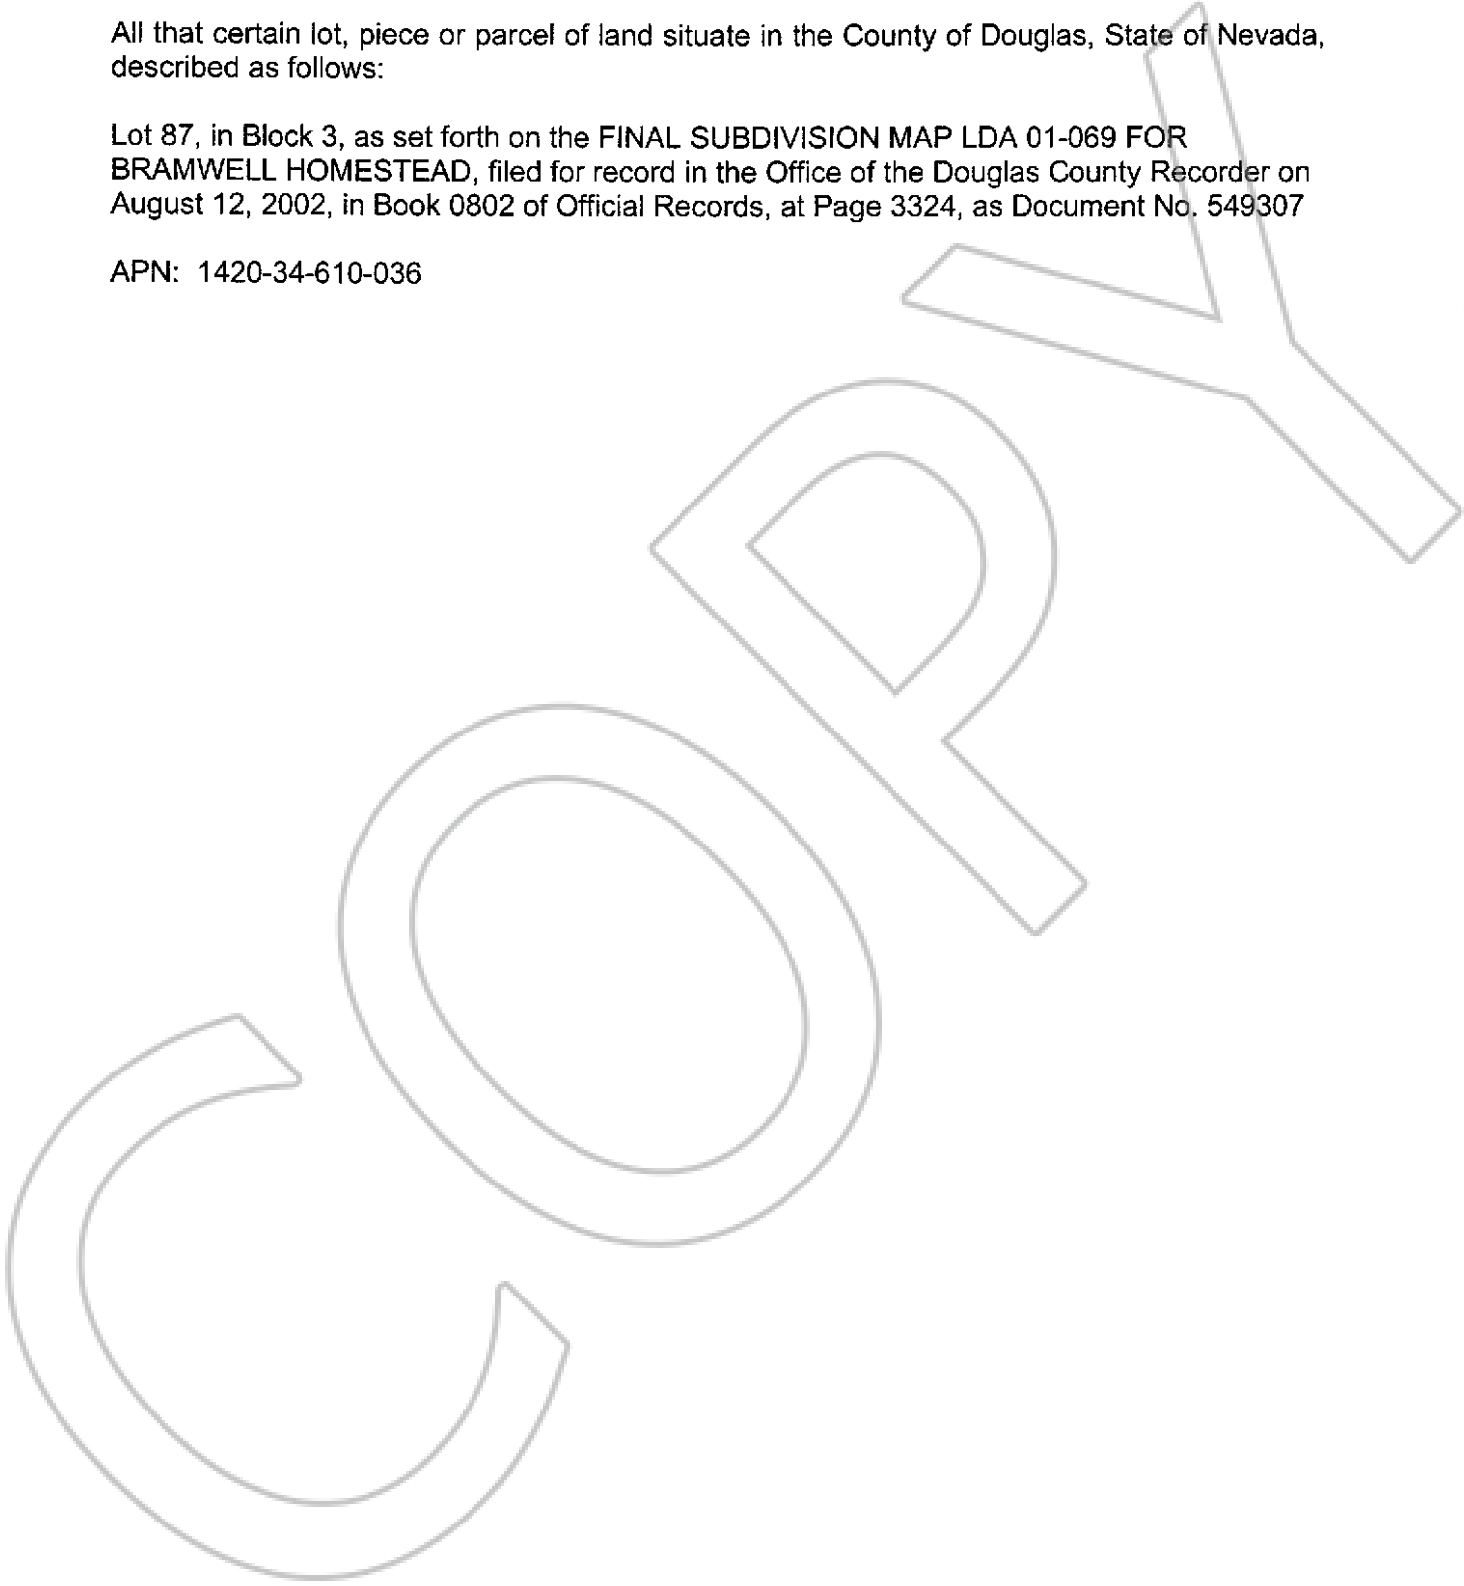 All that certain lot, piece or parcel of land situate in the County of Douglas, State of Nevada,
described as follows:
Lot 87, in Block 3, as set forth on the FINAL SUBDIVISION MAP LDA 01-069 FOR
BRAMWELL HOMESTEAD, filed for record in the Office of the Douglas County Recorder on
August 12, 2002, in Book 0802 of Official Records, at Page 3324, as Document No. 549307
APN: 1420-34-610-036
COPY